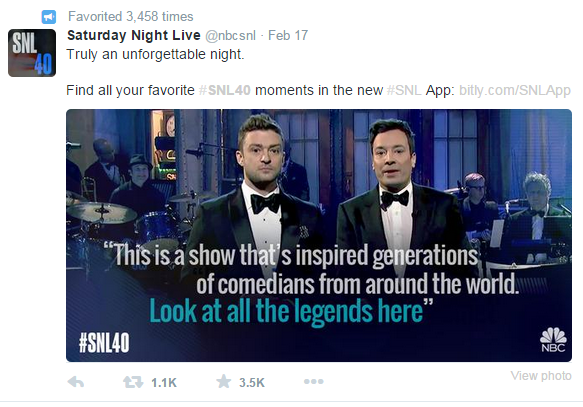 Favorited 3,458 times
SNL
40
Saturday Night Live @nbcsnl · Feb 17
Truly an unforgettable night.
Find all your favorite #SNL40 moments in the new #SNL App: bitly.com/SNLApp
“This is a show that’s inspired generations
of comedians from around the world.
Look at all the legends here”
#SNL40
NBC
1.1K 3.5K •••
View photo